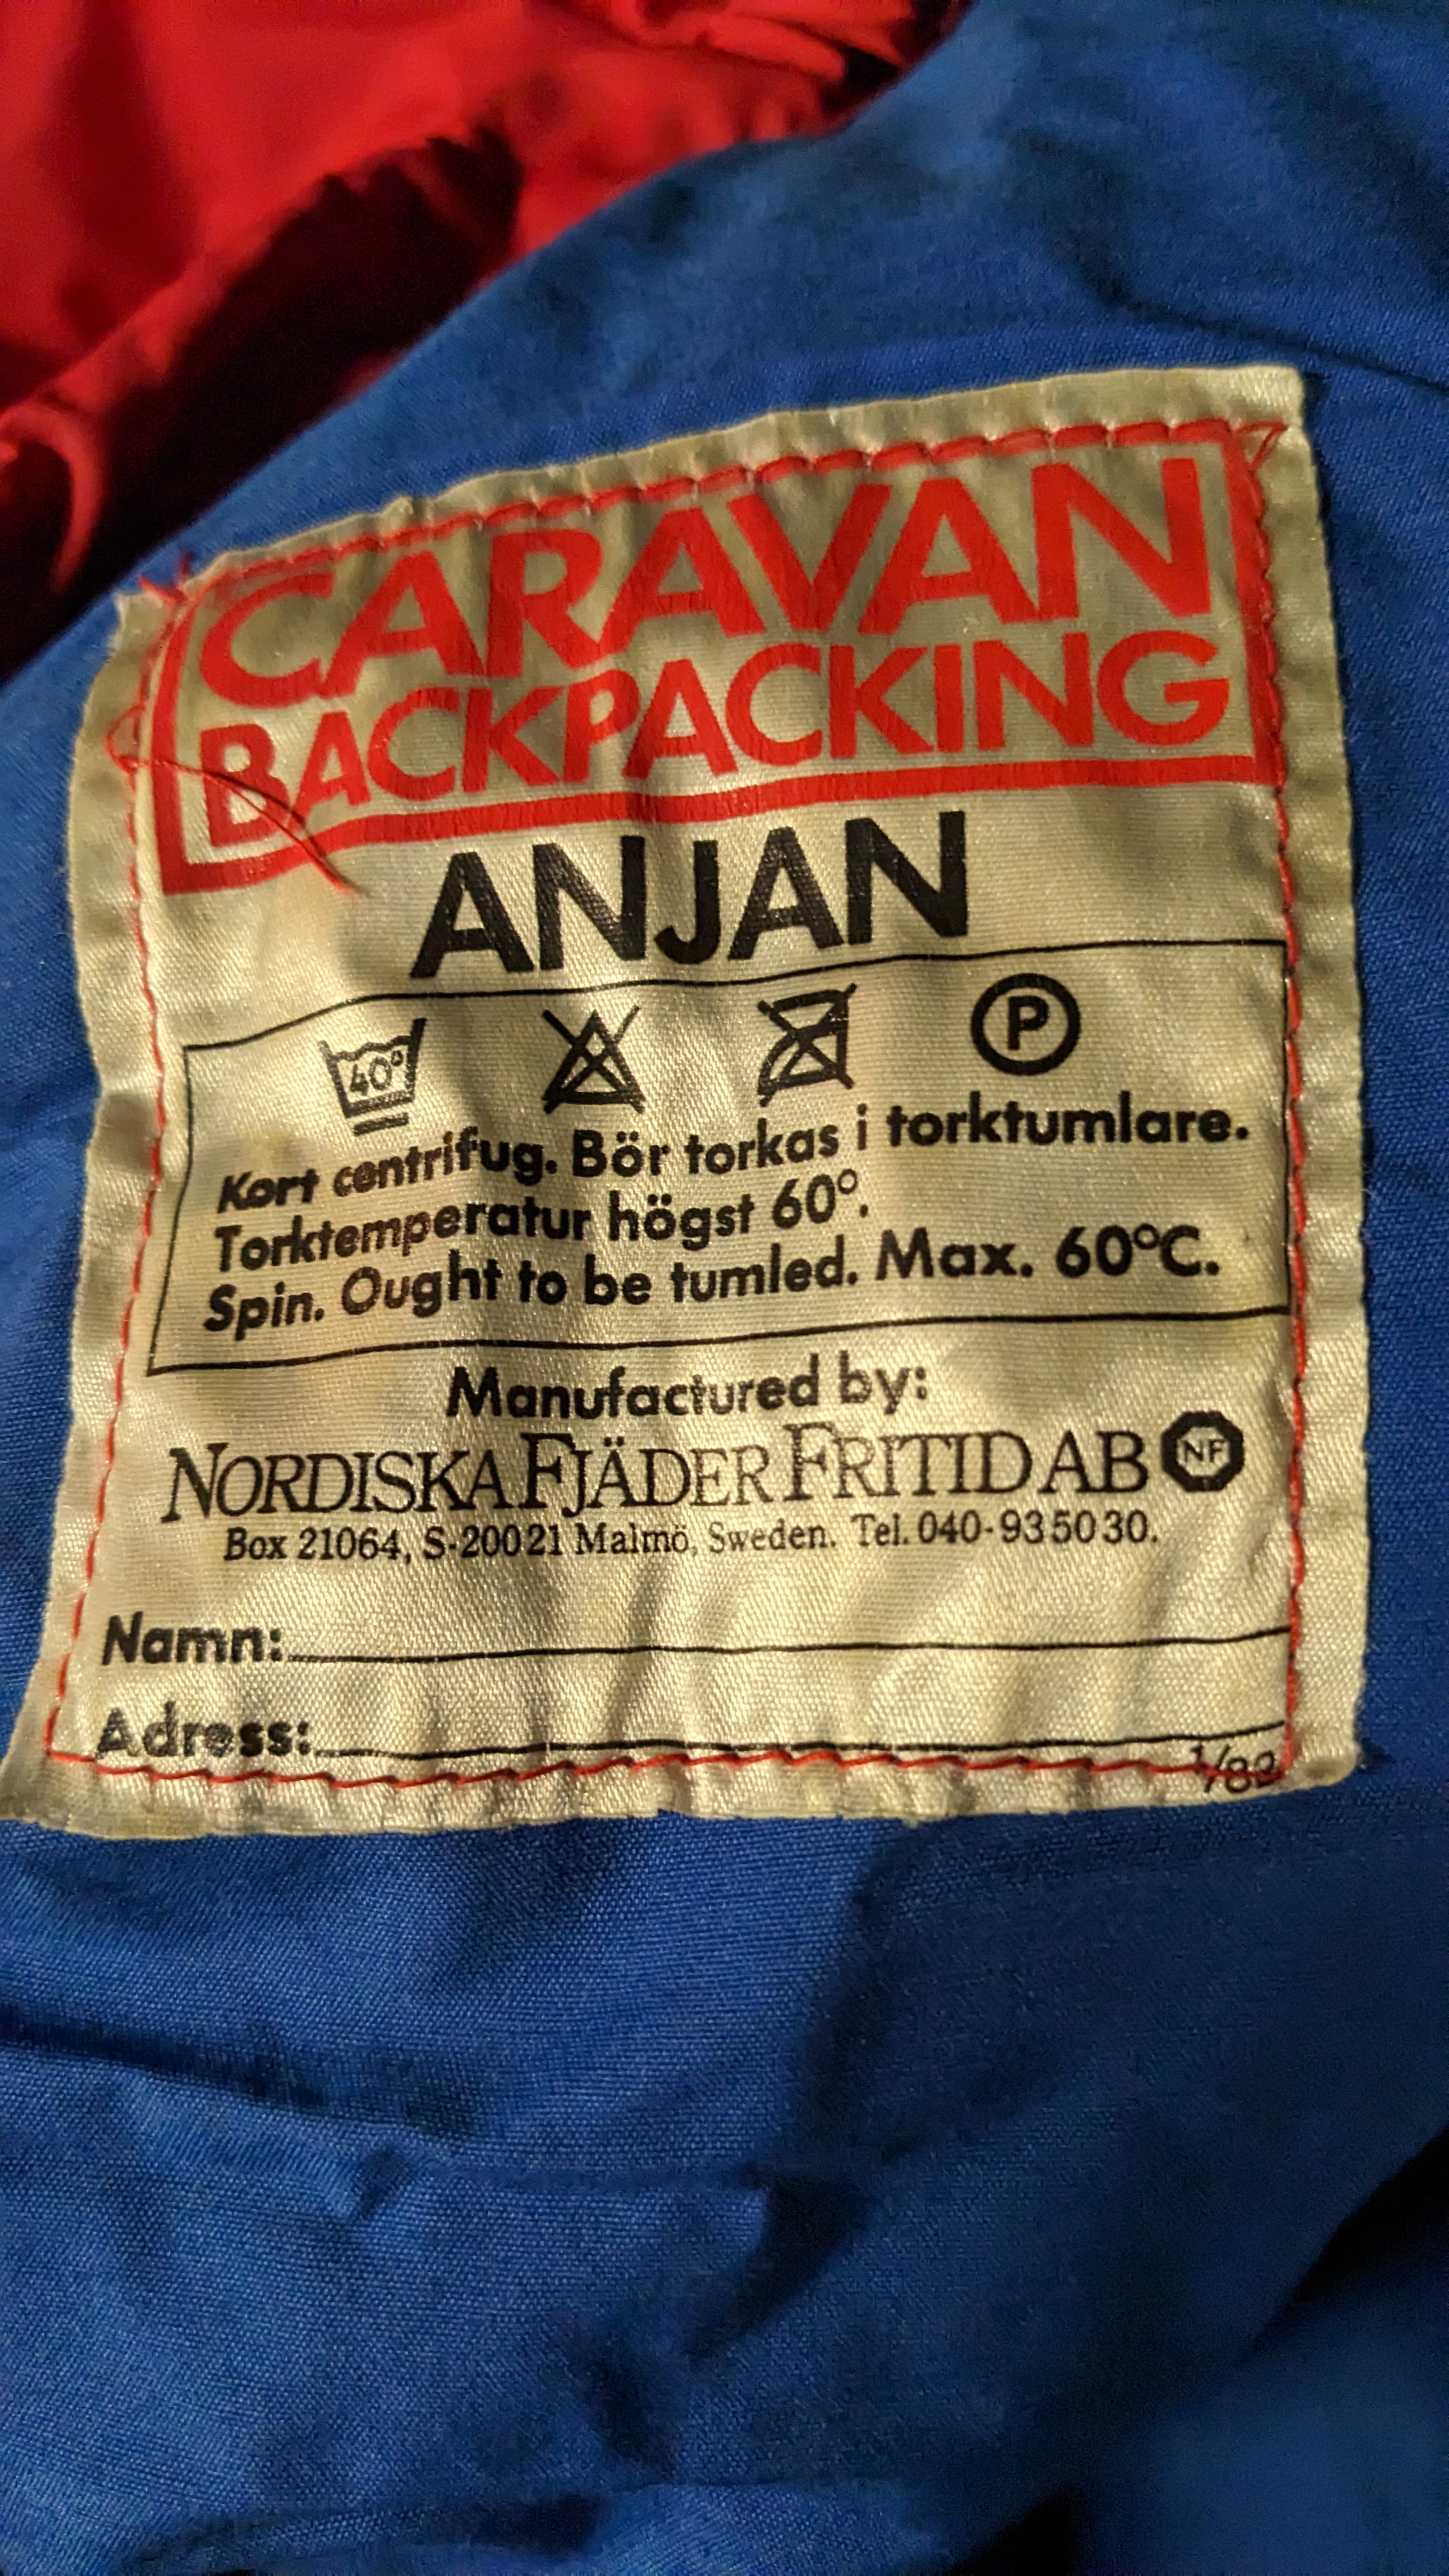 CARAVAN
BACKPACKING
ANJAN
40° P
Kort centrifug. Bör torkas i torktumlare.
Torktemperatur högst 60°.
Spin. Ought to be tumled. Max. 60°C.
Manufactured by:
NORDISKA FJÄDER FRITID AB NF
Box 21064, S-200 21 Malmö, Sweden. Tel. 040-93 50 30.
Namn:
Adress:
1/82